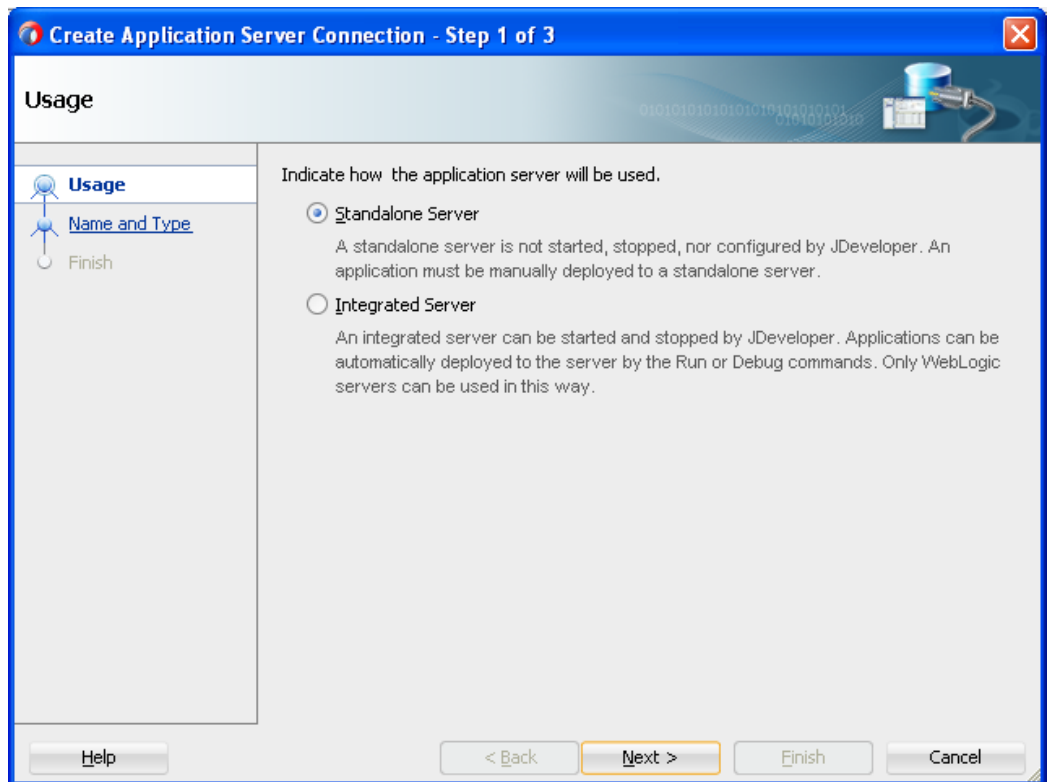 Create Application Server Connection - Step 1 of 3
Usage
010101010101010101010101
01010101010
Usage
Name and Type
Finish
Indicate how the application server will be used.
Standalone Server
A standalone server is not started, stopped, nor configured by JDeveloper. An
application must be manually deployed to a standalone server.
Integrated Server
An integrated server can be started and stopped by JDeveloper. Applications can be
automatically deployed to the server by the Run or Debug commands. Only WebLogic
servers can be used in this way.
Help
< Back
Next >
Finish
Cancel